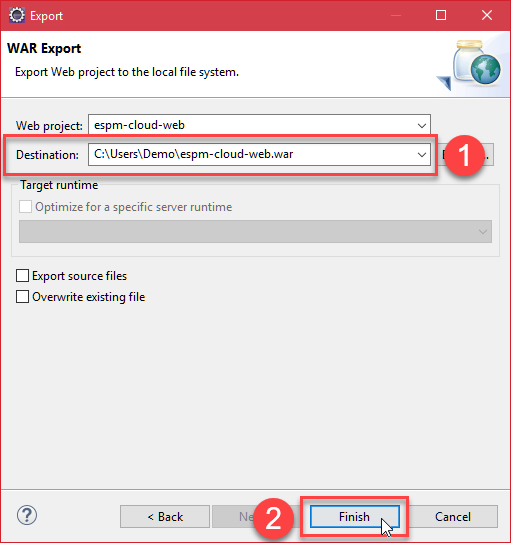 Export
WAR Export
Export Web project to the local file system.
Web project: espm-cloud-web
Destination: C:\Users\Demo\espm-cloud-web.war
1
Target runtime
Optimize for a specific server runtime
Export source files
Overwrite existing file
? < Back 2 Finish Cancel